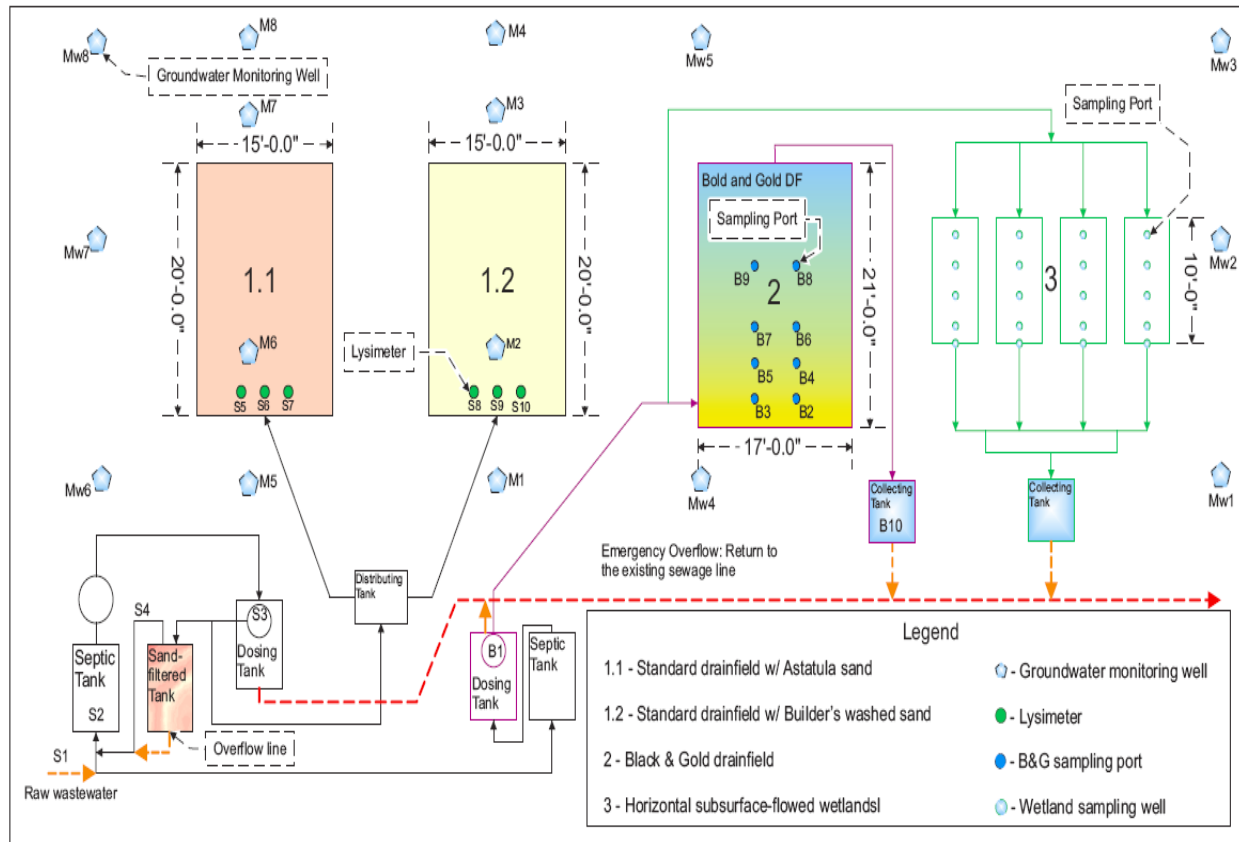 M8
M4
Mw8
Mw5
Mw3
Groundwater Monitoring Well
M7
M3
Sampling Port
15'-0.0"
15'-0.0"
Bold and Gold DF
Sampling Port
Mw7
Mw2
20'-0.0"
1.1
1.2
20'-0.0"
B9
B8
2
21'-0.0"
3
10'-0"
M6
Lysimeter
M2
B7
B6
B5
B4
S5
S6
S7
S8
S9
S10
B3
B2
17'-0.0"
Mw6
M5
M1
Mw4
Collecting
Tank
B10
Collecting
Tank
Mw1
Emergency Overflow: Return to
the existing sewage line
Distributing
Tank
S4
S3
Septic
Tank
S2
Sand-
filtered
Tank
Dosing
Tank
B1
Dosing
Tank
Septic
Tank
S1
Overflow line
Raw wastewater
Legend
1.1 - Standard drainfield w/ Astatula sand
- Groundwater monitoring well
1.2 - Standard drainfield w/ Builder's washed sand
- Lysimeter
2 - Black & Gold drainfield
- B&G sampling port
3 - Horizontal subsurface-flowed wetlandsl
- Wetland sampling well